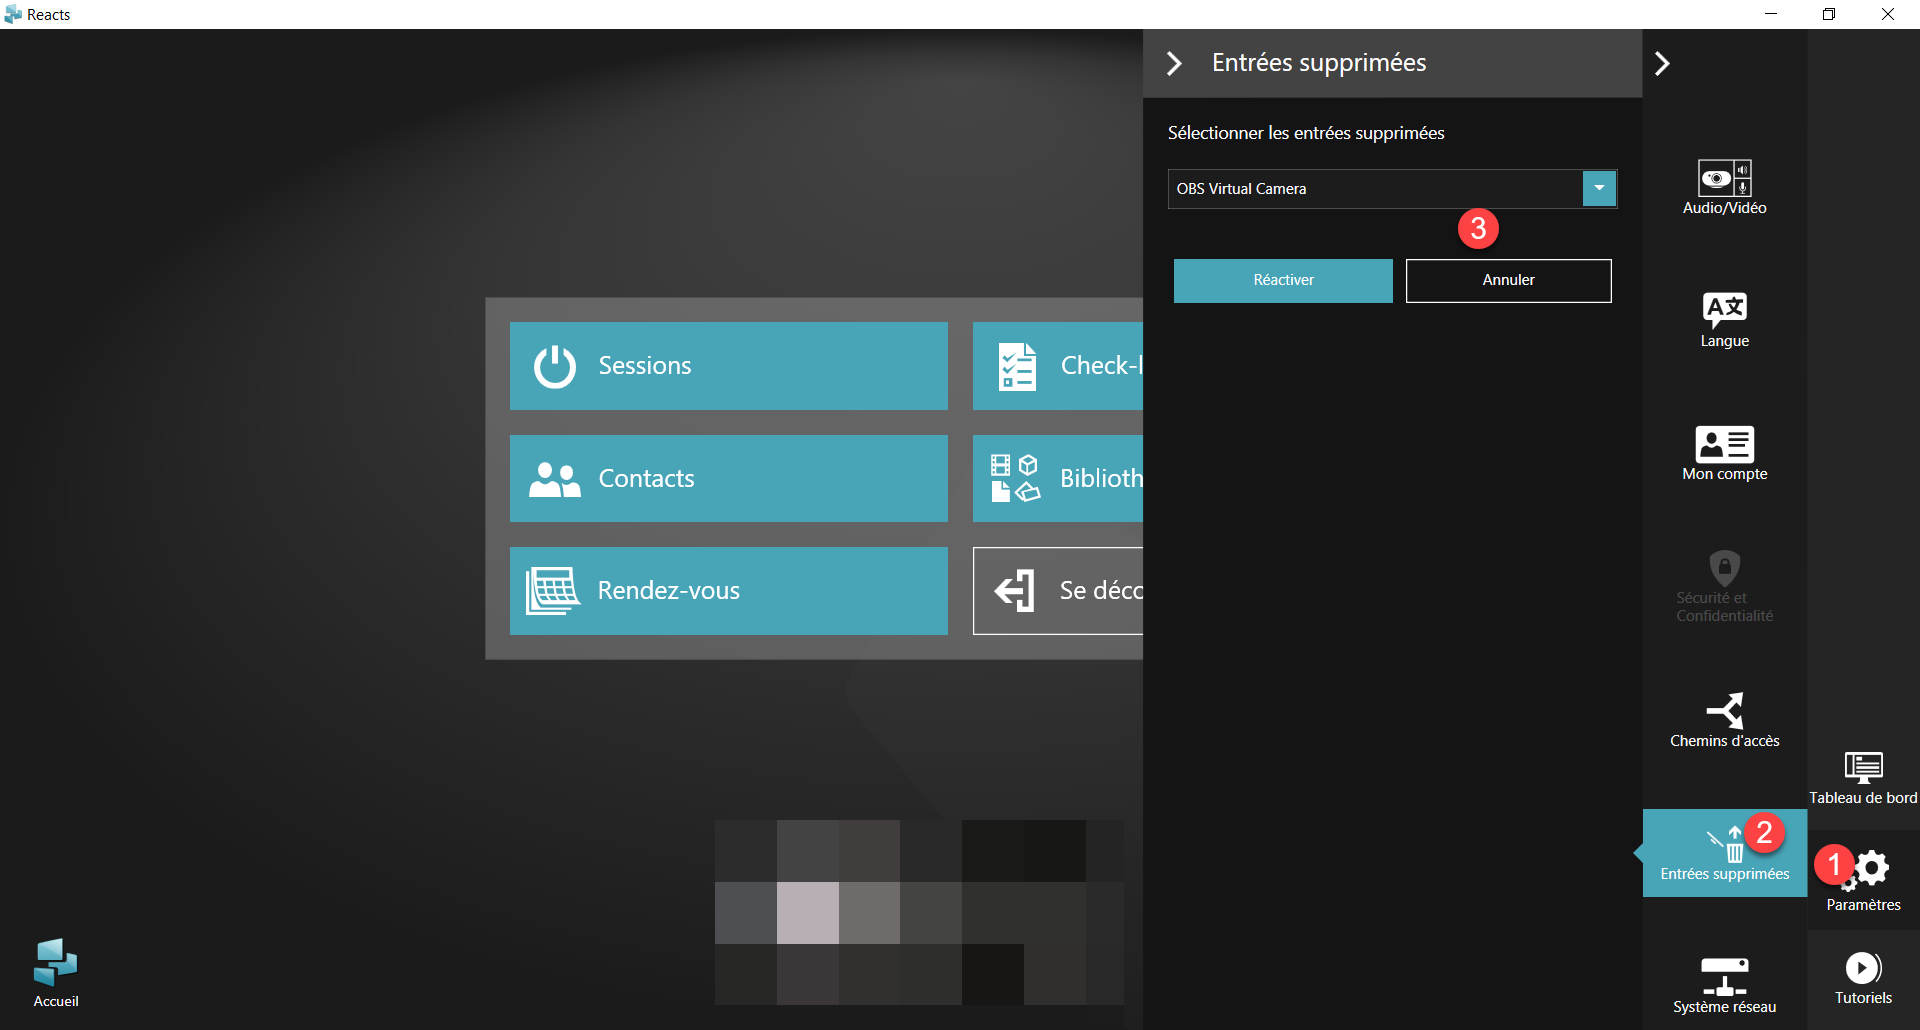 Reacts
Entrées supprimées
Sélectionner les entrées supprimées
OBS Virtual Camera
3
Réactiver
Annuler
Sessions
Check-l
Contacts
Biblioth
Rendez-vous
Se déco
Accueil
Audio/Vidéo
Langue
Mon compte
Sécurité et
Confidentialité
Chemins d'accès
2
Entrées supprimées
Système réseau
Tableau de bord
1
Paramètres
Tutoriels